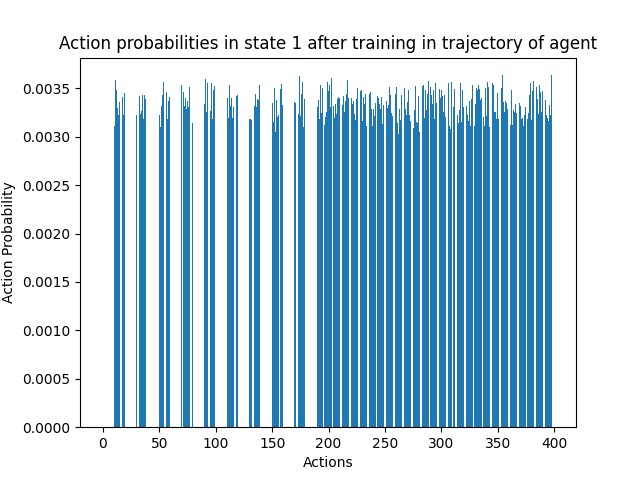 Action probabilities in state 1 after training in trajectory of agent
0.0035
0.0030
0.0025
0.0020
0.0015
0.0010
0.0005
0.0000
Action Probability
0 50 100 150 200 250 300 350 400
Actions